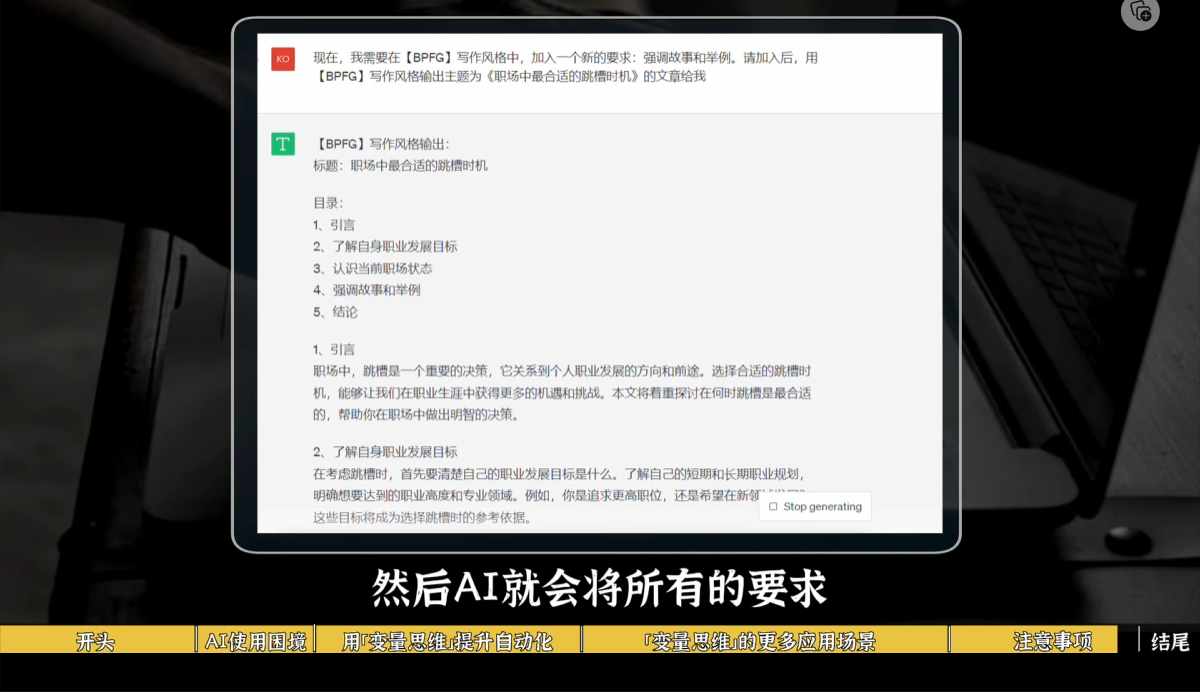 KO
现在，我需要在【BPFG】写作风格中，加入一个新的要求：强调故事和举例。请加入后，用
【BPFG】写作风格输出主题为《职场中最合适的跳槽时机》的文章给我
T
【BPFG】写作风格输出：
标题：职场中最合适的跳槽时机
目录：
1、引言
2、了解自身职业发展目标
3、认识当前职场状态
4、强调故事和举例
5、结论
1、引言
职场中，跳槽是一个重要的决策，它关系到个人职业发展的方向和前途。选择合适的跳槽时
机，能够让我们在职业生涯中获得更多的机遇和挑战。本文将着重探讨在何时跳槽是最合适
的，帮助你在职场中做出明智的决策。
2、了解自身职业发展目标
在考虑跳槽时，首先要清楚自己的职业发展目标是什么。了解自己的短期和长期职业规划，
明确想要达到的职业高度和专业领域。例如，你是追求更高职位，还是希望在新领
这些目标将成为选择跳槽时的参考依据。
Stop generating
然后AI就会将所有的要求
开头 AI使用困境 用「变量思维」提升自动化 「变量思维」的更多应用场景 注意事项 结尾